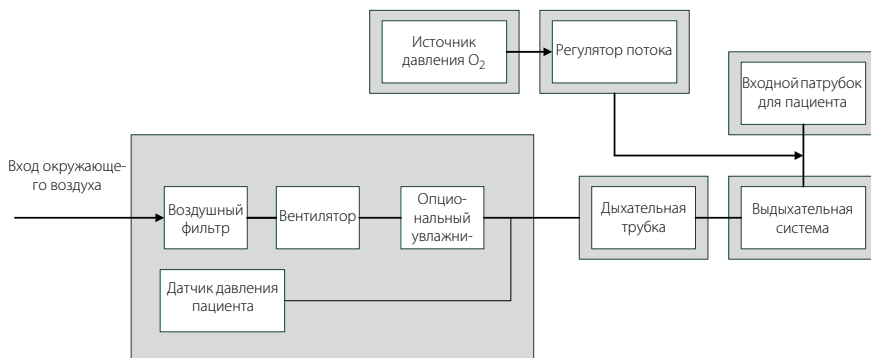 Источник
давления O₂
Регулятор потока
Входной патрубок
для пациента
Вход окружающе-
го воздуха
Воздушный
фильтр
Вентилятор
Опцио-
нальный
увлажни-
Дыхательная
трубка
Выдыхательная
система
Датчик давления
пациента